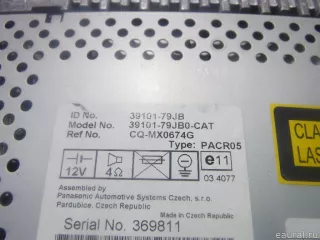 ID No. 39101-79JB
Model No. 39101-79JB0-CAT
Ref No. CQ-MX0674G
Type: PACR05
12V 4Ω e11
03 4077
Assembled by
Panasonic Automotive Systems Czech, s.r.o.
Pardubice. Czech Republic
Made in Czech Republic
Serial No. 369811
CLA
LAS
eaural.ru